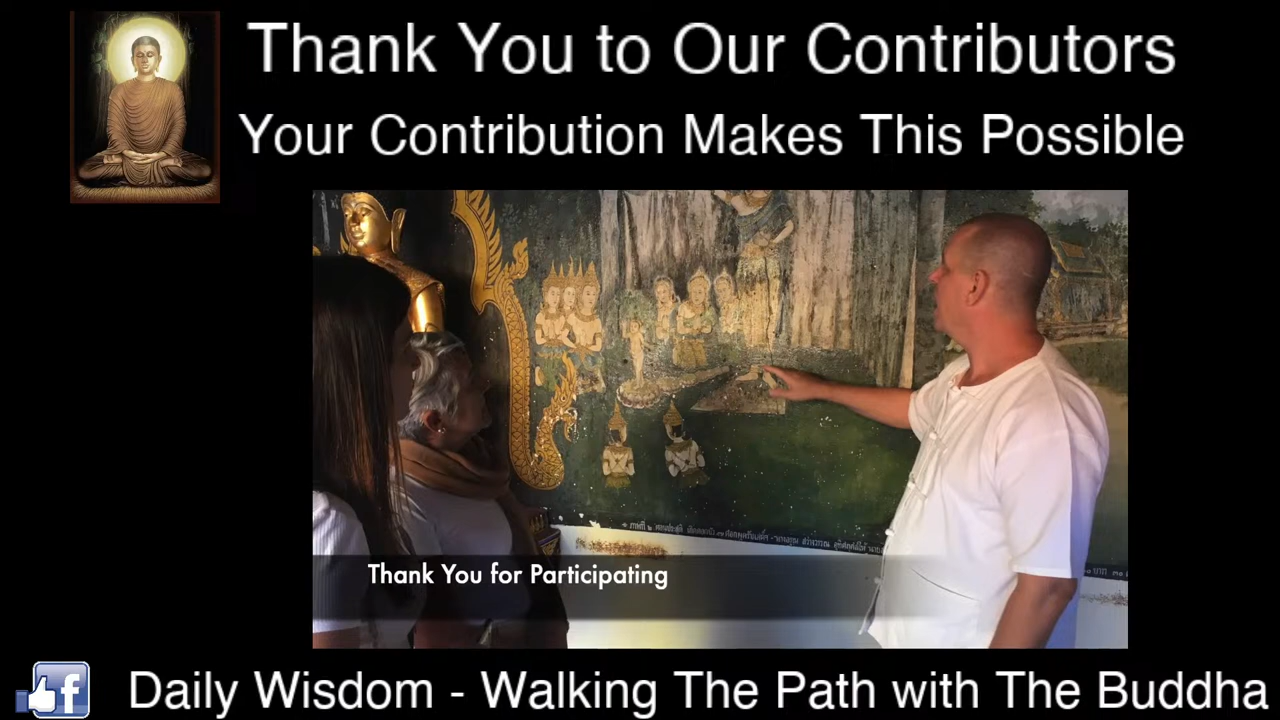 Thank You to Our Contributors
Your Contribution Makes This Possible
Thank You for Participating
Daily Wisdom - Walking The Path with The Buddha